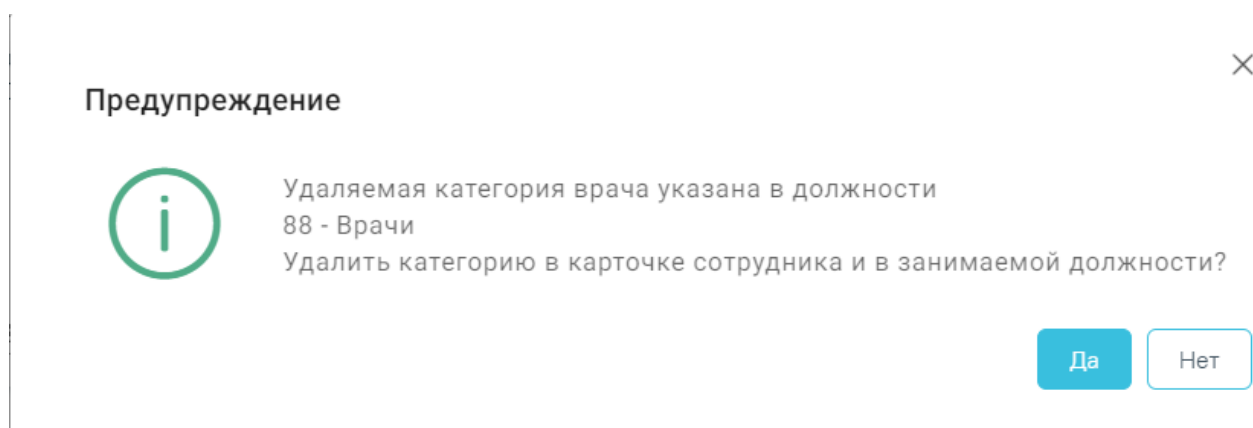 Предупреждение
Удаляемая категория врача указана в должности
88 - Врачи
Удалить категорию в карточке сотрудника и в занимаемой должности?
Да
Нет